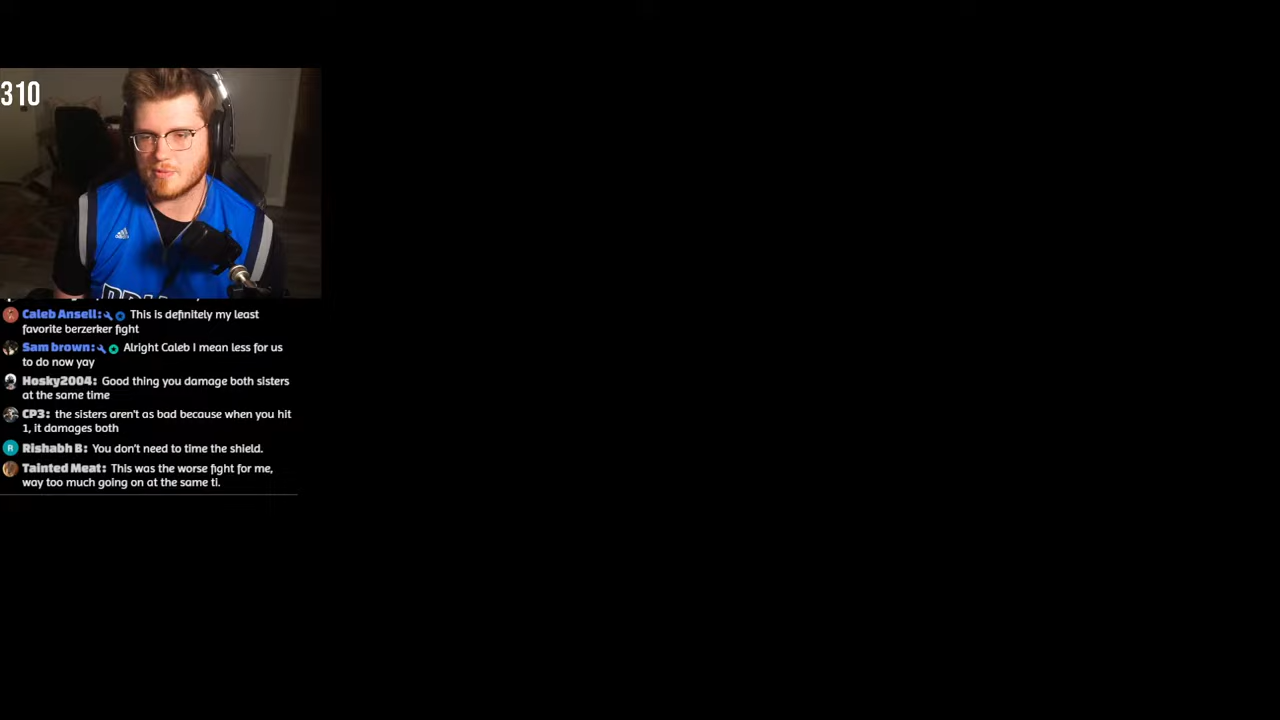 310
Caleb Ansell: This is definitely my least
favorite berzerker fight
Sam brown: Alright Caleb I mean less for us
to do now yay
Hosky2004: Good thing you damage both sisters
at the same time
CP3: the sisters aren't as bad because when you hit
1, it damages both
R Rishabh B: You don't need to time the shield.
Tainted Meat: This was the worse fight for me,
way too much going on at the same ti.